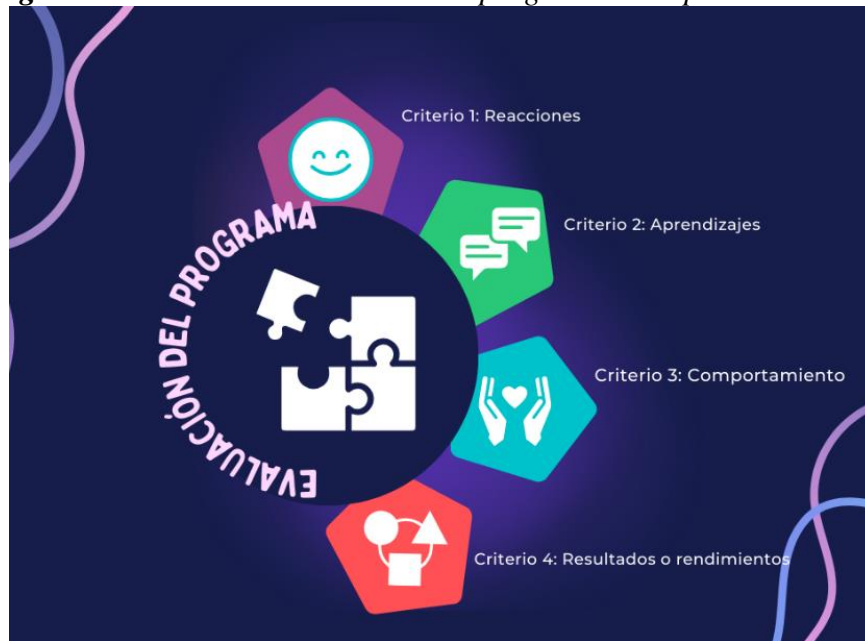 EVALUACIÓN DEL PROGRAMA
Criterio 1: Reacciones
Criterio 2: Aprendizajes
Criterio 3: Comportamiento
Criterio 4: Resultados o rendimientos